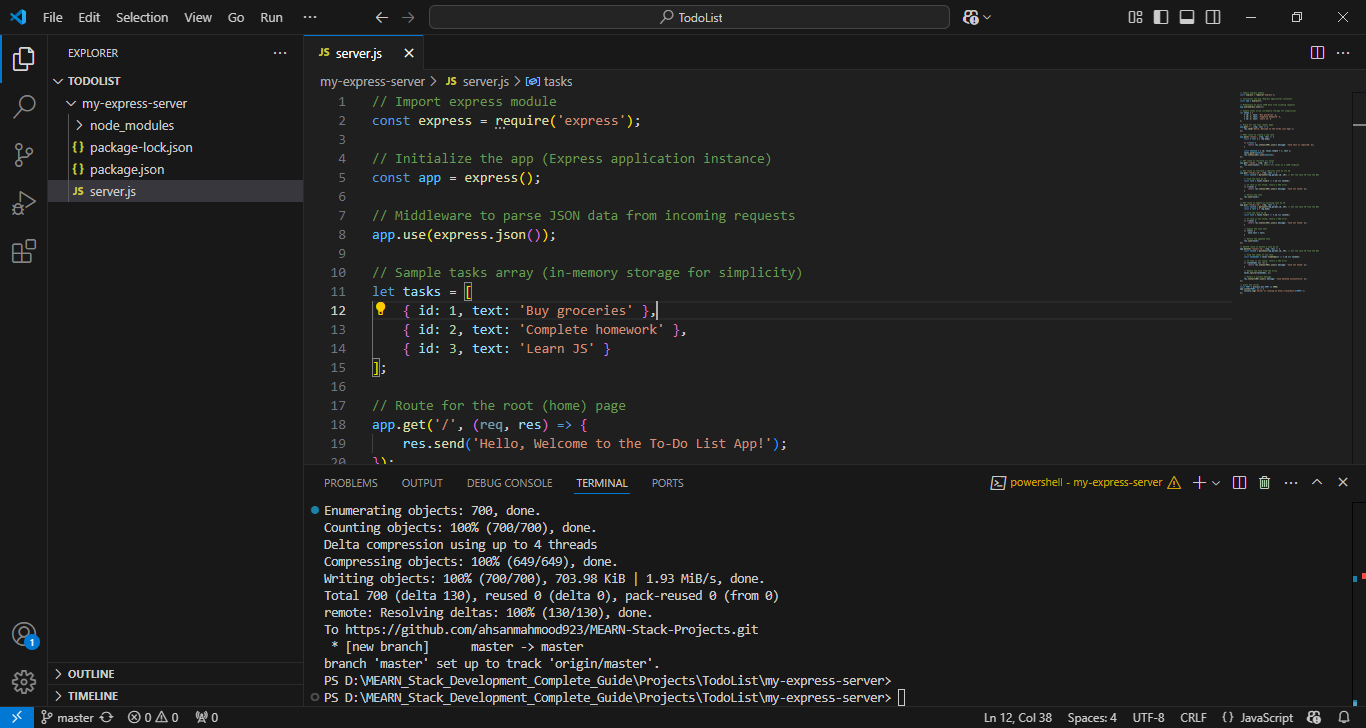 File Edit Selection View Go Run ··· TodoList
EXPLORER ···
TODOLIST
my-express-server
node_modules
{} package-lock.json
{} package.json
JS server.js
OUTLINE
TIMELINE
JS server.js
my-express-server > JS server.js > tasks
1 // Import express module
2 const express = require('express');
3
4 // Initialize the app (Express application instance)
5 const app = express();
6
7 // Middleware to parse JSON data from incoming requests
8 app.use(express.json());
9
10 // Sample tasks array (in-memory storage for simplicity)
11 let tasks = [
12 { id: 1, text: 'Buy groceries' },
13 { id: 2, text: 'Complete homework' },
14 { id: 3, text: 'Learn JS' }
15 ];
16
17 // Route for the root (home) page
18 app.get('/', (req, res) => {
19 res.send('Hello, Welcome to the To-Do List App!');
20 });
PROBLEMS OUTPUT DEBUG CONSOLE TERMINAL PORTS powershell - my-express-server
Enumerating objects: 700, done.
Counting objects: 100% (700/700), done.
Delta compression using up to 4 threads
Compressing objects: 100% (649/649), done.
Writing objects: 100% (700/700), 703.98 KiB | 1.93 MiB/s, done.
Total 700 (delta 130), reused 0 (delta 0), pack-reused 0 (from 0)
remote: Resolving deltas: 100% (130/130), done.
To https://github.com/ahsanmahmood923/MEARN-Stack-Projects.git
* [new branch] master -> master
branch 'master' set up to track 'origin/master'.
PS D:\MEARN_Stack_Development_Complete_Guide\Projects\TodoList\my-express-server>
PS D:\MEARN_Stack_Development_Complete_Guide\Projects\TodoList\my-express-server>
1
master 0 0 0 Ln 12, Col 38 Spaces: 4 UTF-8 CRLF {} JavaScript